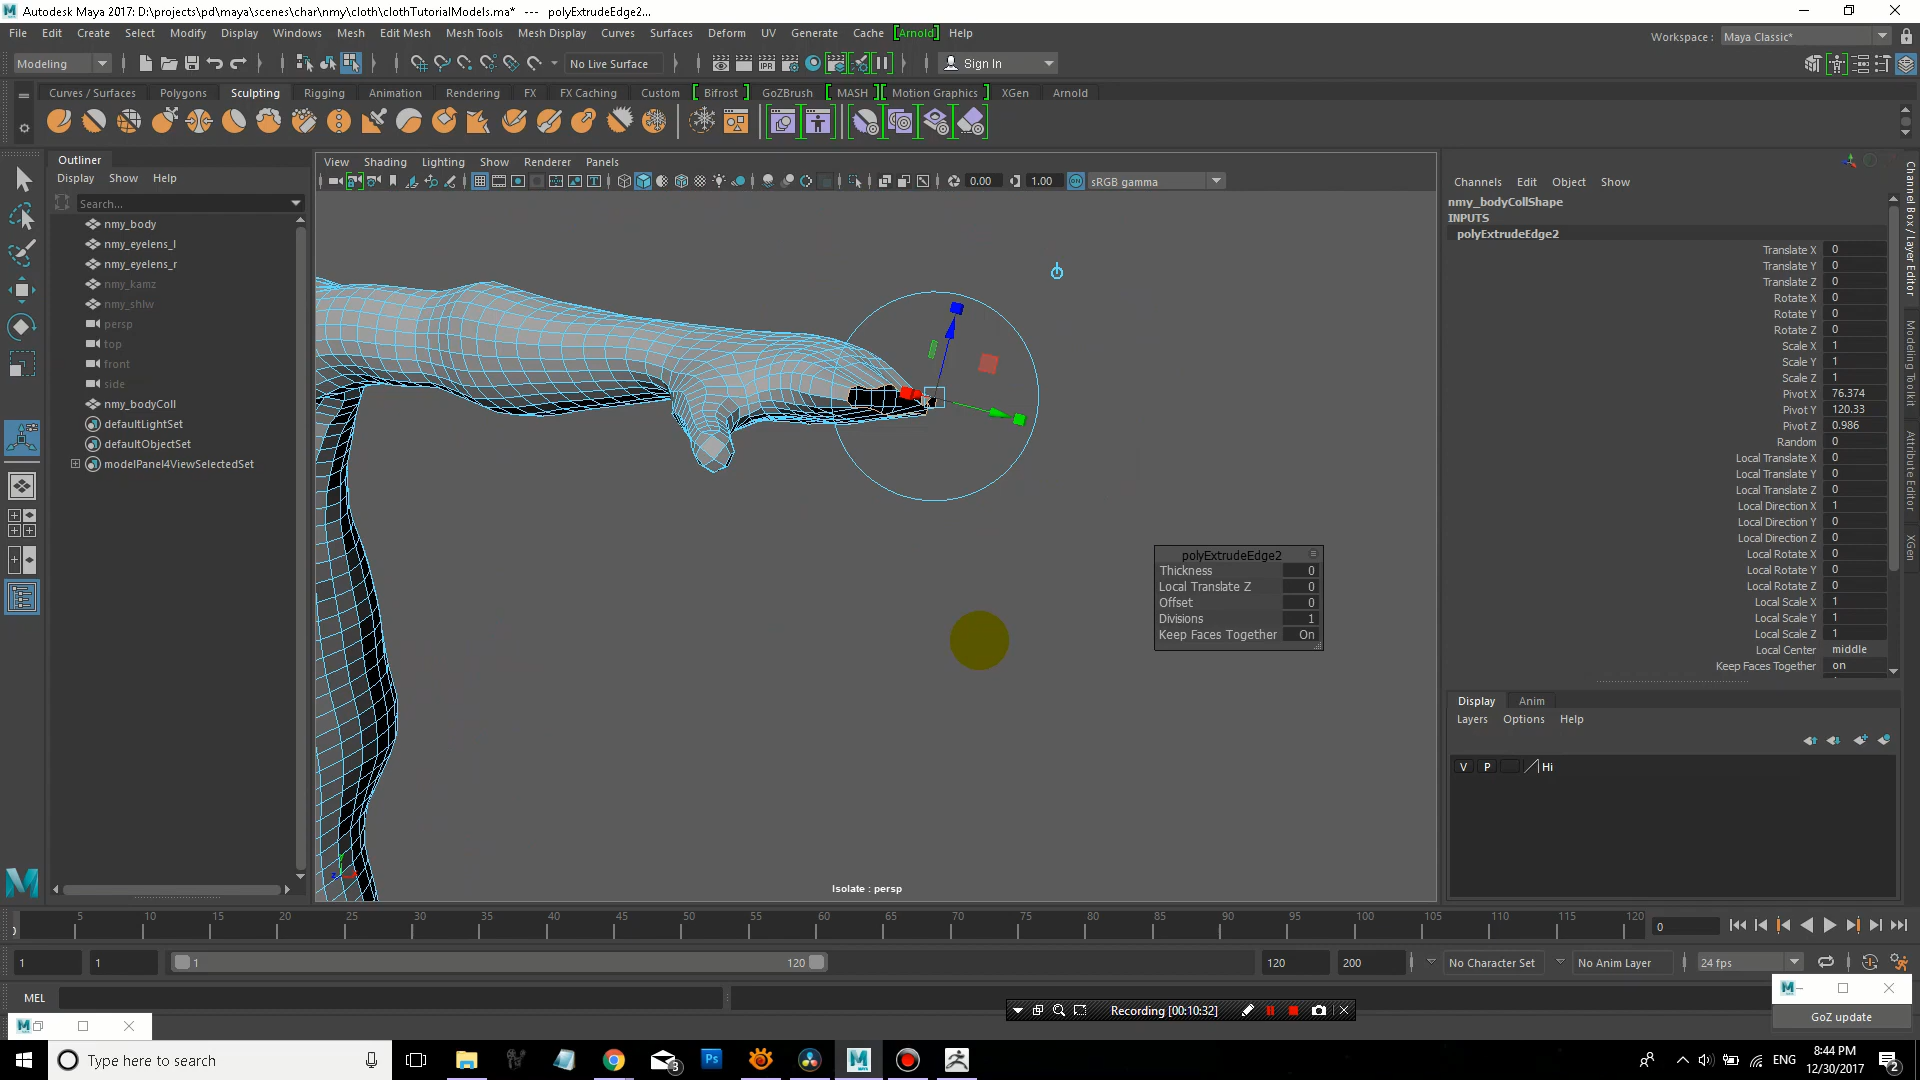 Autodesk Maya 2017: D:\projects\pd\maya\scenes\char\nmy\cloth\clothTutorialModels.ma* --- polyExtrudeEdge2...
File Edit Create Select Modify Display Windows Mesh Edit Mesh Mesh Tools Mesh Display Curves Surfaces Deform UV Generate Cache [Arnold] Help
Workspace : Maya Classic*
Modeling
No Live Surface
Sign In
Curves / Surfaces Polygons Sculpting Rigging Animation Rendering FX FX Caching Custom [ Bifrost ] GoZBrush [ MASH ] [ Motion Graphics ] XGen Arnold
Outliner
Display Show Help
Search...
nmy_body
nmy_eyelens_l
nmy_eyelens_r
nmy_kamz
nmy_shlw
persp
top
front
side
nmy_bodyColl
defaultLightSet
defaultObjectSet
modelPanel4ViewSelectedSet
View Shading Lighting Show Renderer Panels
0.00 1.00 sRGB gamma
polyExtrudeEdge2
Thickness 0
Local Translate Z 0
Offset 0
Divisions 1
Keep Faces Together On
Isolate : persp
Channels Edit Object Show
nmy_bodyCollShape
INPUTS
polyExtrudeEdge2
Translate X 0
Translate Y 0
Translate Z 0
Rotate X 0
Rotate Y 0
Rotate Z 0
Scale X 1
Scale Y 1
Scale Z 1
Pivot X 76.374
Pivot Y 120.33
Pivot Z 0.986
Random 0
Local Translate X 0
Local Translate Y 0
Local Translate Z 0
Local Direction X 1
Local Direction Y 0
Local Direction Z 0
Local Rotate X 0
Local Rotate Y 0
Local Rotate Z 0
Local Scale X 1
Local Scale Y 1
Local Scale Z 1
Local Center middle
Keep Faces Together on
Channel Box / Layer Editor
Modeling Toolkit
Attribute Editor
XGen
Display Anim
Layers Options Help
V P Hi
5 10 15 20 25 30 35 40 45 50 55 60 65 70 75 80 85 90 95 100 105 110 115 120
0
1 1 1 120 120 200 No Character Set No Anim Layer 24 fps
MEL
Recording [00:10:32]
GoZ update
Type here to search
3
Ps
ENG
8:44 PM
12/30/2017
2